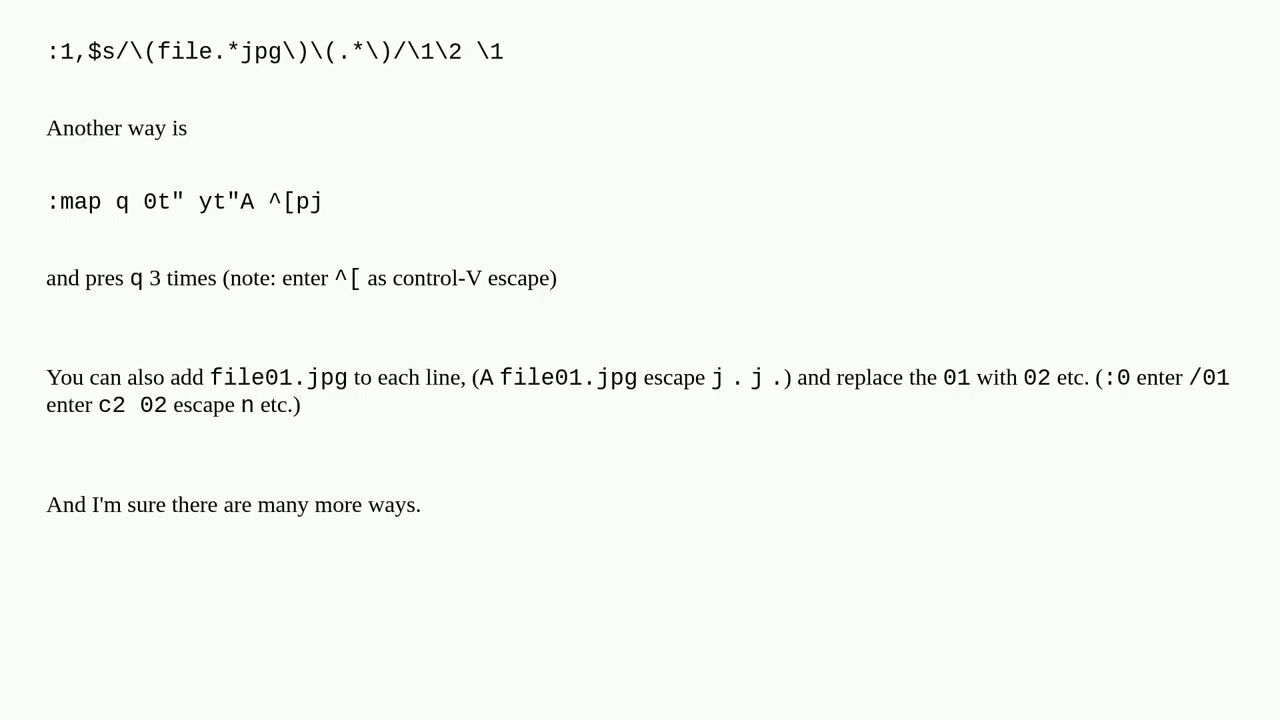 :1,$s/\(file.*jpg\)\(.*\)/\1\2 \1
Another way is
:map q 0t" yt"A ^[pj
and pres q 3 times (note: enter ^[ as control-V escape)
You can also add file01.jpg to each line, (A file01.jpg escape j . j .) and replace the 01 with 02 etc. (:0 enter /01
enter c2 02 escape n etc.)
And I'm sure there are many more ways.